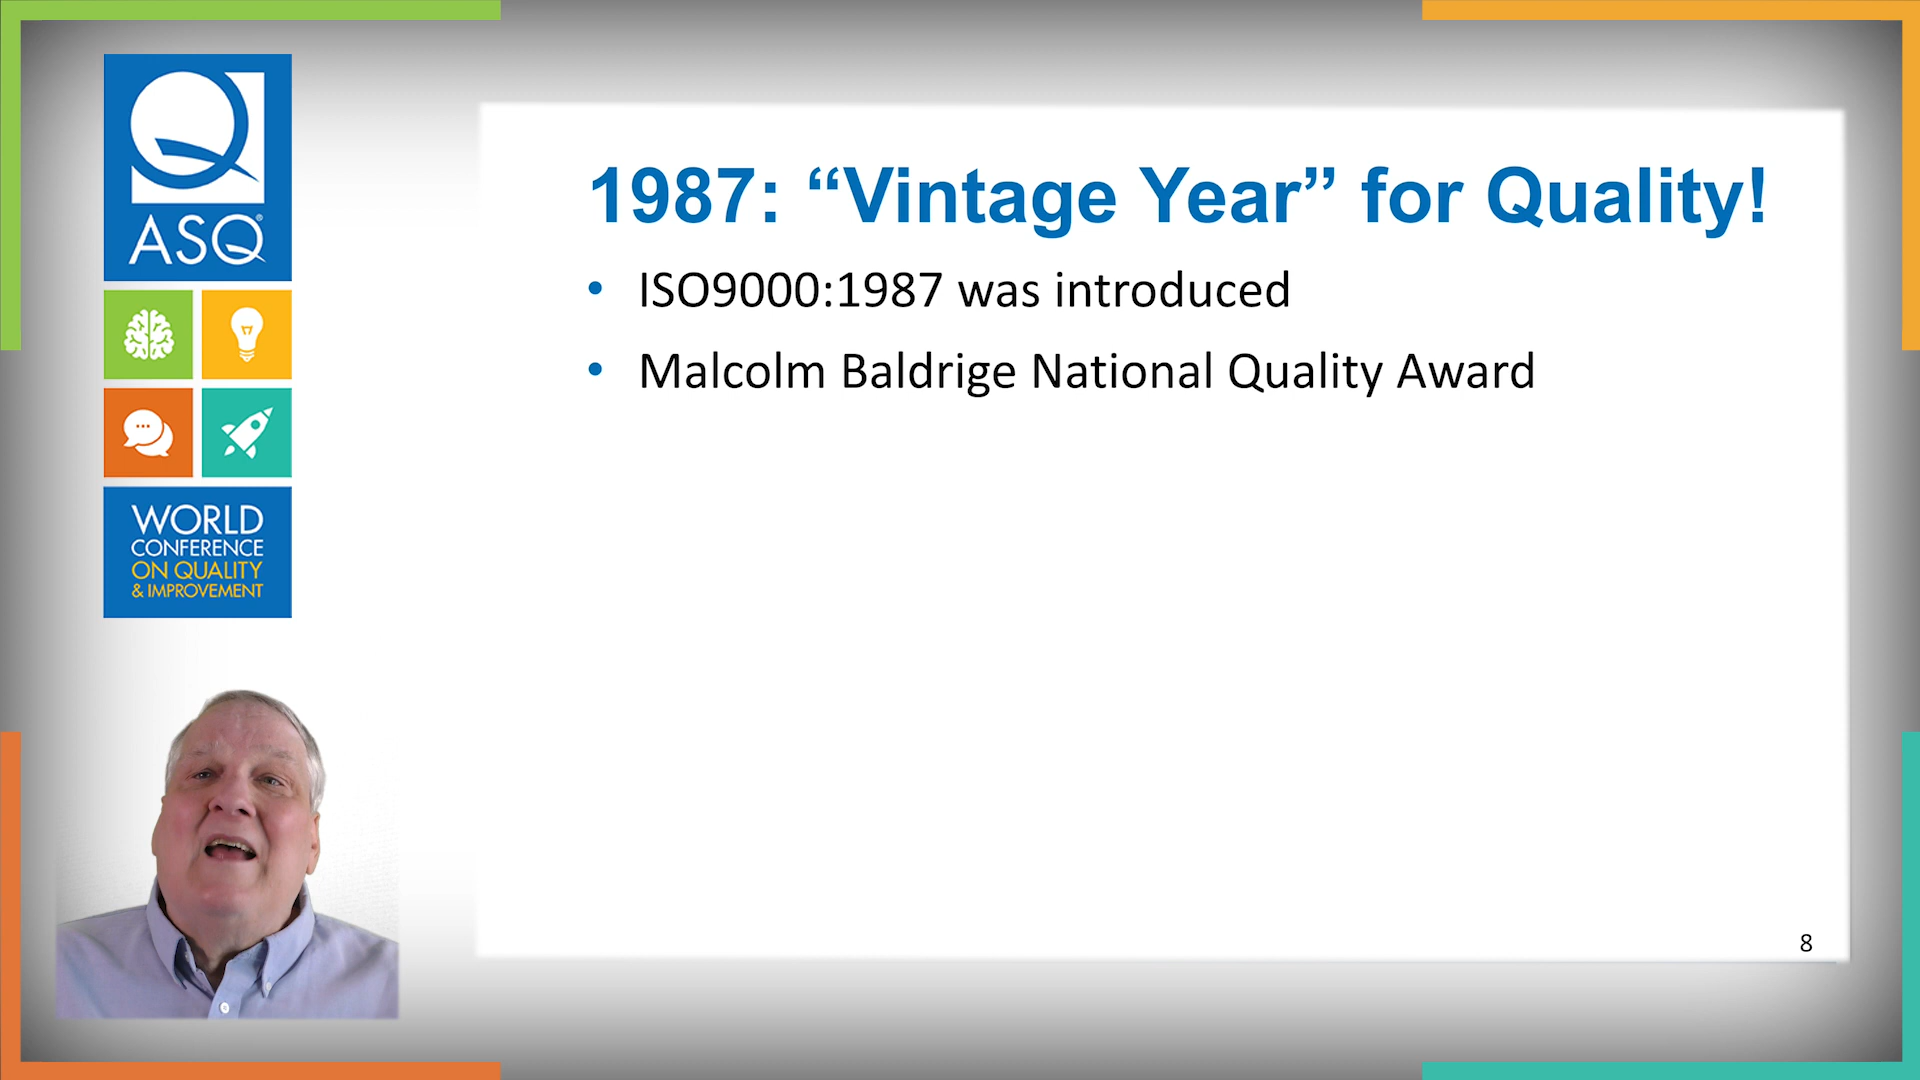 ASQ®
WORLD
CONFERENCE
ON QUALITY
& IMPROVEMENT
1987: “Vintage Year” for Quality!
• ISO9000:1987 was introduced
• Malcolm Baldrige National Quality Award
8